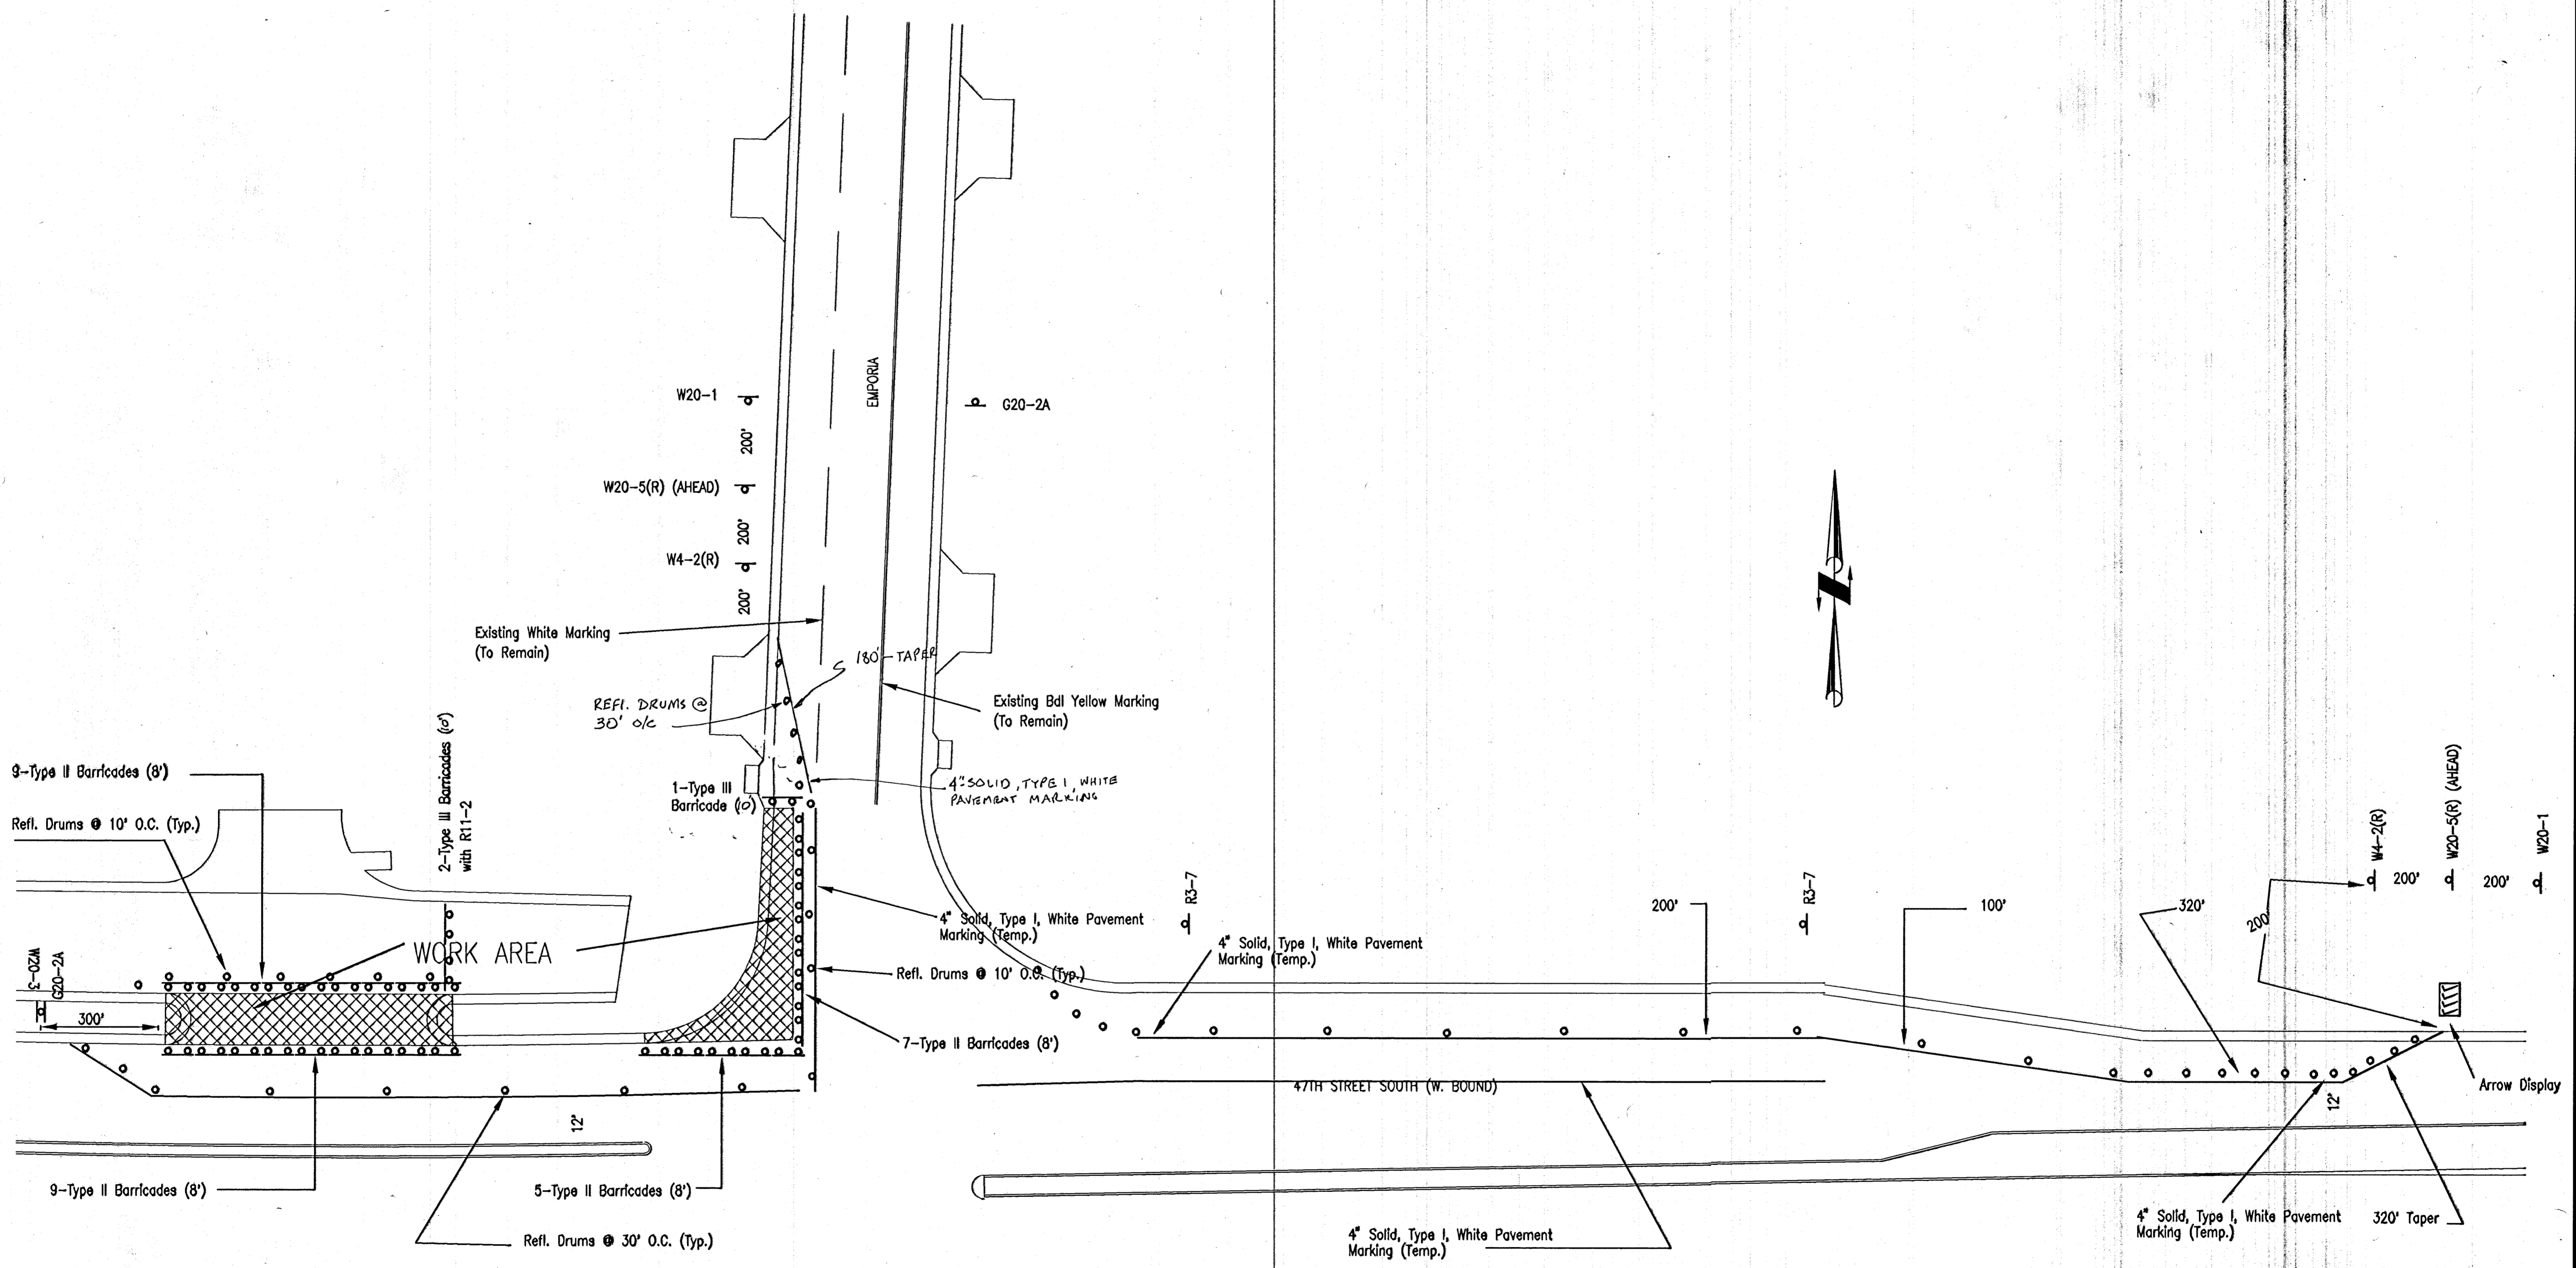 W20-1
200'
W20-5(R) (AHEAD)
200'
W4-2(R)
200'
EMPORIA
G20-2A
Existing White Marking
(To Remain)
180' TAPER
REFL. DRUMS @
30' O/C
Existing Bdl Yellow Marking
(To Remain)
4" SOLID, TYPE I, WHITE
PAVEMENT MARKING
1-Type III
Barricade (10')
9-Type II Barricades (8')
Refl. Drums @ 10' O.C. (Typ.)
2-Type III Barricades (10')
with R11-2
WORK AREA
W20-3
G20-2A
300'
4" Solid, Type I, White Pavement
Marking (Temp.)
Refl. Drums @ 10' O.C. (Typ.)
7-Type II Barricades (8')
9-Type II Barricades (8')
5-Type II Barricades (8')
Refl. Drums @ 30' O.C. (Typ.)
12'
R3-7
4" Solid, Type I, White Pavement
Marking (Temp.)
200'
R3-7
100'
320'
200'
W4-2(R)
200'
W20-5(R) (AHEAD)
200'
W20-1
47TH STREET SOUTH (W. BOUND)
Arrow Display
12'
4" Solid, Type I, White Pavement
Marking (Temp.)
4" Solid, Type I, White Pavement
Marking (Temp.)
320' Taper